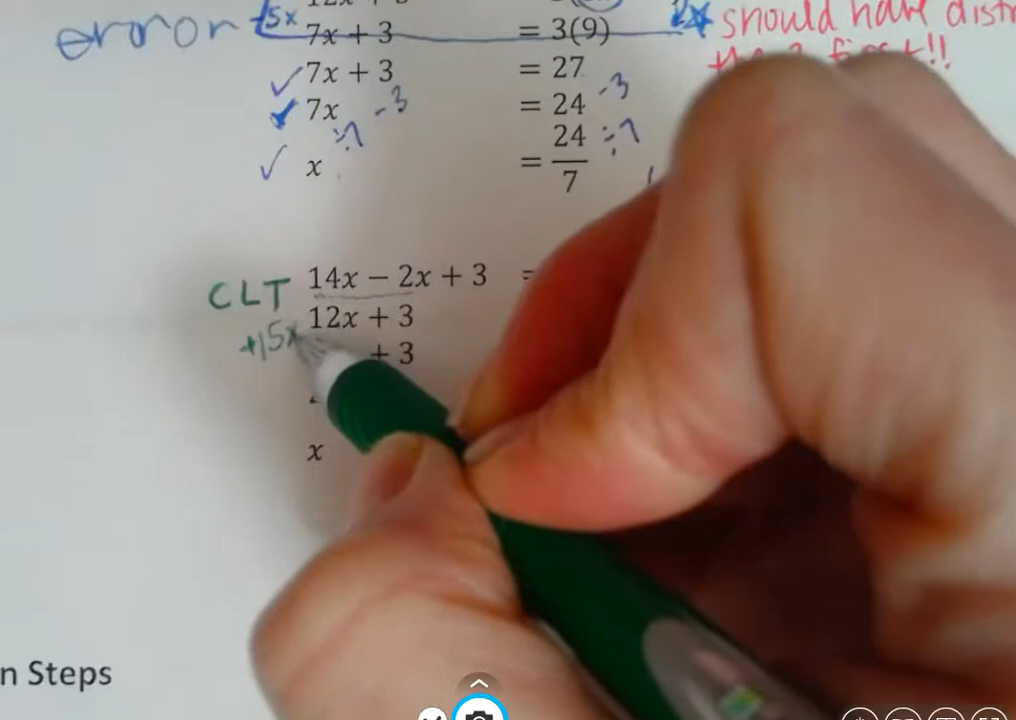 error 5x 7x + 3 = 3(9) * should have
✓ 7x + 3 = 27 first!!
✓ 7x - 3 = 24 - 3
÷7 24 ÷7
✓ x = 7
CLT 14x − 2x + 3 =
+15x 12x + 3
+ 3
x
n Steps